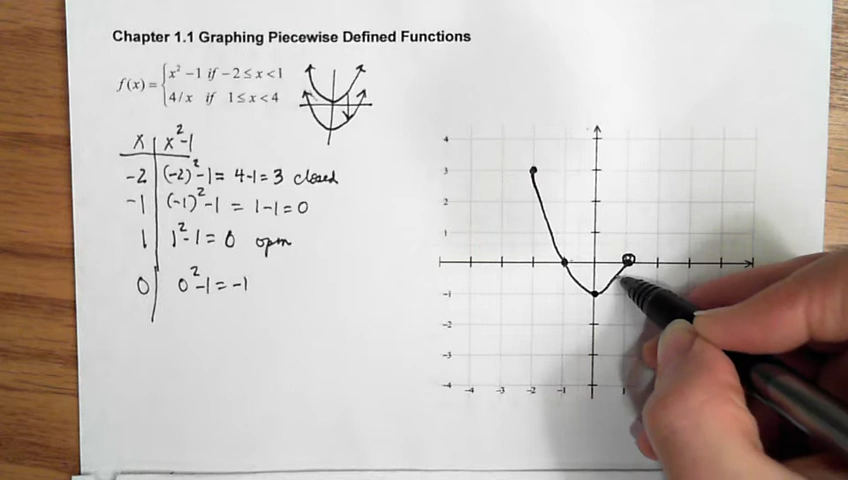 Chapter 1.1 Graphing Piecewise Defined Functions
f(x) = { x² - 1 if - 2 ≤ x < 1
4/x if 1 ≤ x < 4
x | x²-1
-2 | (-2)²-1 = 4-1 = 3 closed
-1 | (-1)²-1 = 1-1 = 0
1 | 1²-1 = 0 open
0 | 0²-1 = -1
4
3
2
1
-1
-2
-3
-4
-4 -3 -2 -1 1